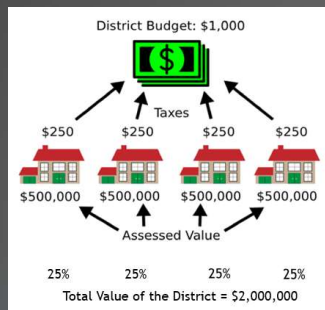 District Budget: $1,000
$
Taxes
$250 $250 $250 $250
$500,000 $500,000 $500,000 $500,000
Assessed Value
25% 25% 25% 25%
Total Value of the District = $2,000,000